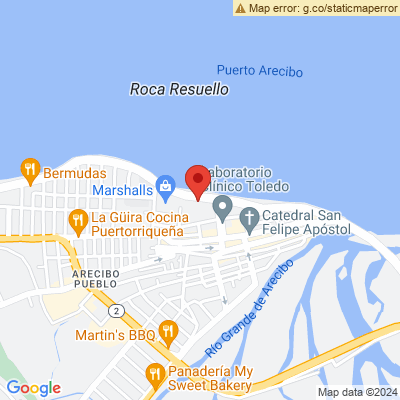 Map error: g.co/staticmaperror
Puerto Arecibo
Roca Resuello
Laboratorio
Clínico Toledo
Bermudas
Marshalls
La Güira Cocina
Puertorriqueña
Catedral San
Felipe Apóstol
ARECIBO
PUEBLO
Río Grande de Arecibo
2
Martin's BBQ
Panadería My
Sweet Bakery
Google
Map data ©2024